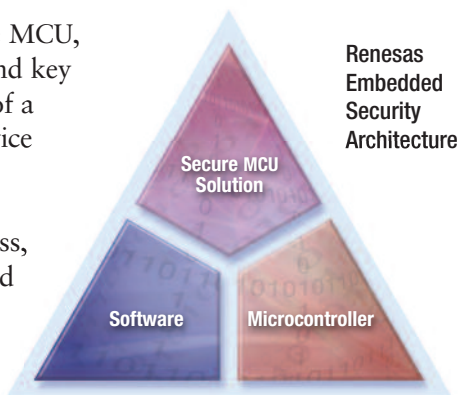 MCU,
nd key
of a
vice
ss,
d
Renesas
Embedded
Security
Architecture
Secure MCU
Solution
Software
Microcontroller